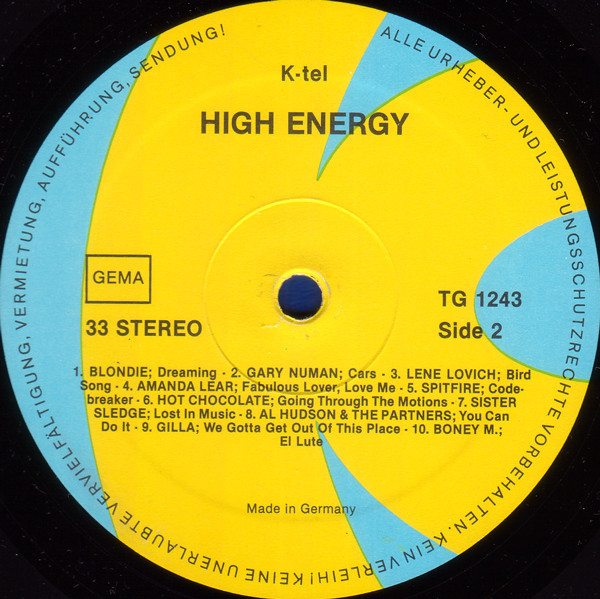 K-tel
HIGH ENERGY
GEMA
33 STEREO
TG 1243
Side 2
1. BLONDIE; Dreaming · 2. GARY NUMAN; Cars · 3. LENE LOVICH; Bird
Song · 4. AMANDA LEAR; Fabulous Lover, Love Me · 5. SPITFIRE; Code-
breaker · 6. HOT CHOCOLATE; Going Through The Motions · 7. SISTER
SLEDGE; Lost In Music · 8. AL HUDSON & THE PARTNERS; You Can
Do It · 9. GILLA; We Gotta Get Out Of This Place · 10. BONEY M.;
El Lute
Made in Germany
ALLE URHEBER- UND LEISTUNGSSCHUTZRECHTE VORBEHALTEN. KEIN VERLEIH! KEINE UNERLAUBTE VERVIELFÄLTIGUNG, VERMIETUNG, AUFFÜHRUNG, SENDUNG!